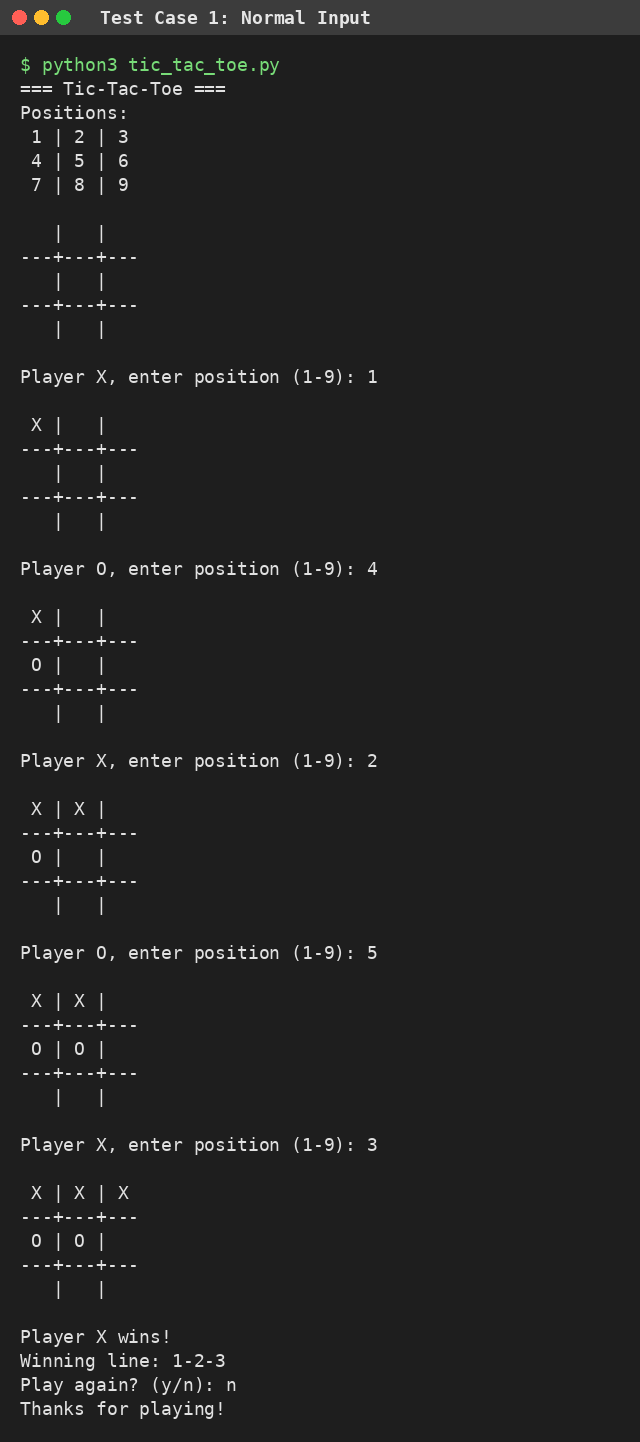 Test Case 1: Normal Input
$ python3 tic_tac_toe.py
=== Tic-Tac-Toe ===
Positions:
 1 | 2 | 3
 4 | 5 | 6
 7 | 8 | 9

   |   |
---+---+---
   |   |
---+---+---
   |   |

Player X, enter position (1-9): 1

 X |   |
---+---+---
   |   |
---+---+---
   |   |

Player O, enter position (1-9): 4

 X |   |
---+---+---
 O |   |
---+---+---
   |   |

Player X, enter position (1-9): 2

 X | X |
---+---+---
 O |   |
---+---+---
   |   |

Player O, enter position (1-9): 5

 X | X |
---+---+---
 O | O |
---+---+---
   |   |

Player X, enter position (1-9): 3

 X | X | X
---+---+---
 O | O |
---+---+---
   |   |

Player X wins!
Winning line: 1-2-3
Play again? (y/n): n
Thanks for playing!